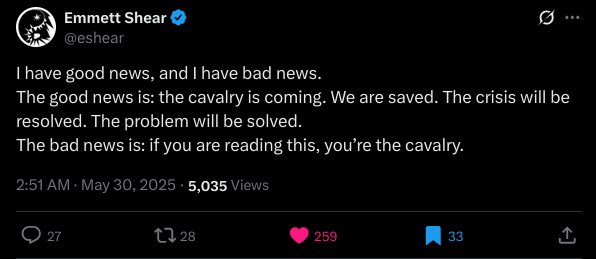 Emmett Shear
@eshear
I have good news, and I have bad news.
The good news is: the cavalry is coming. We are saved. The crisis will be
resolved. The problem will be solved.
The bad news is: if you are reading this, you’re the cavalry.
2:51 AM · May 30, 2025 · 5,035 Views
27 28 259 33